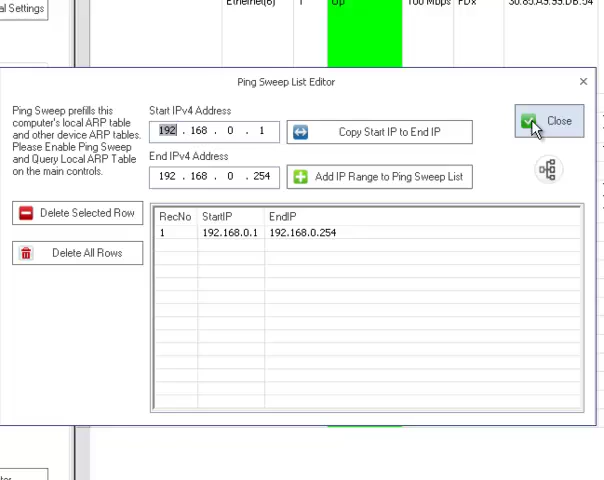 al Settings
Ethernet(6) 1 Up 100 Mbps FDx
Ping Sweep List Editor
Ping Sweep prefills this
computer's local ARP table
and other device ARP tables.
Please Enable Ping Sweep
and Query Local ARP Table
on the main controls.
Start IPv4 Address
192 . 168 . 0 . 1
Copy Start IP to End IP
Close
End IPv4 Address
192 . 168 . 0 . 254
Add IP Range to Ping Sweep List
Delete Selected Row
Delete All Rows
RecNo StartIP EndIP
1 192.168.0.1 192.168.0.254